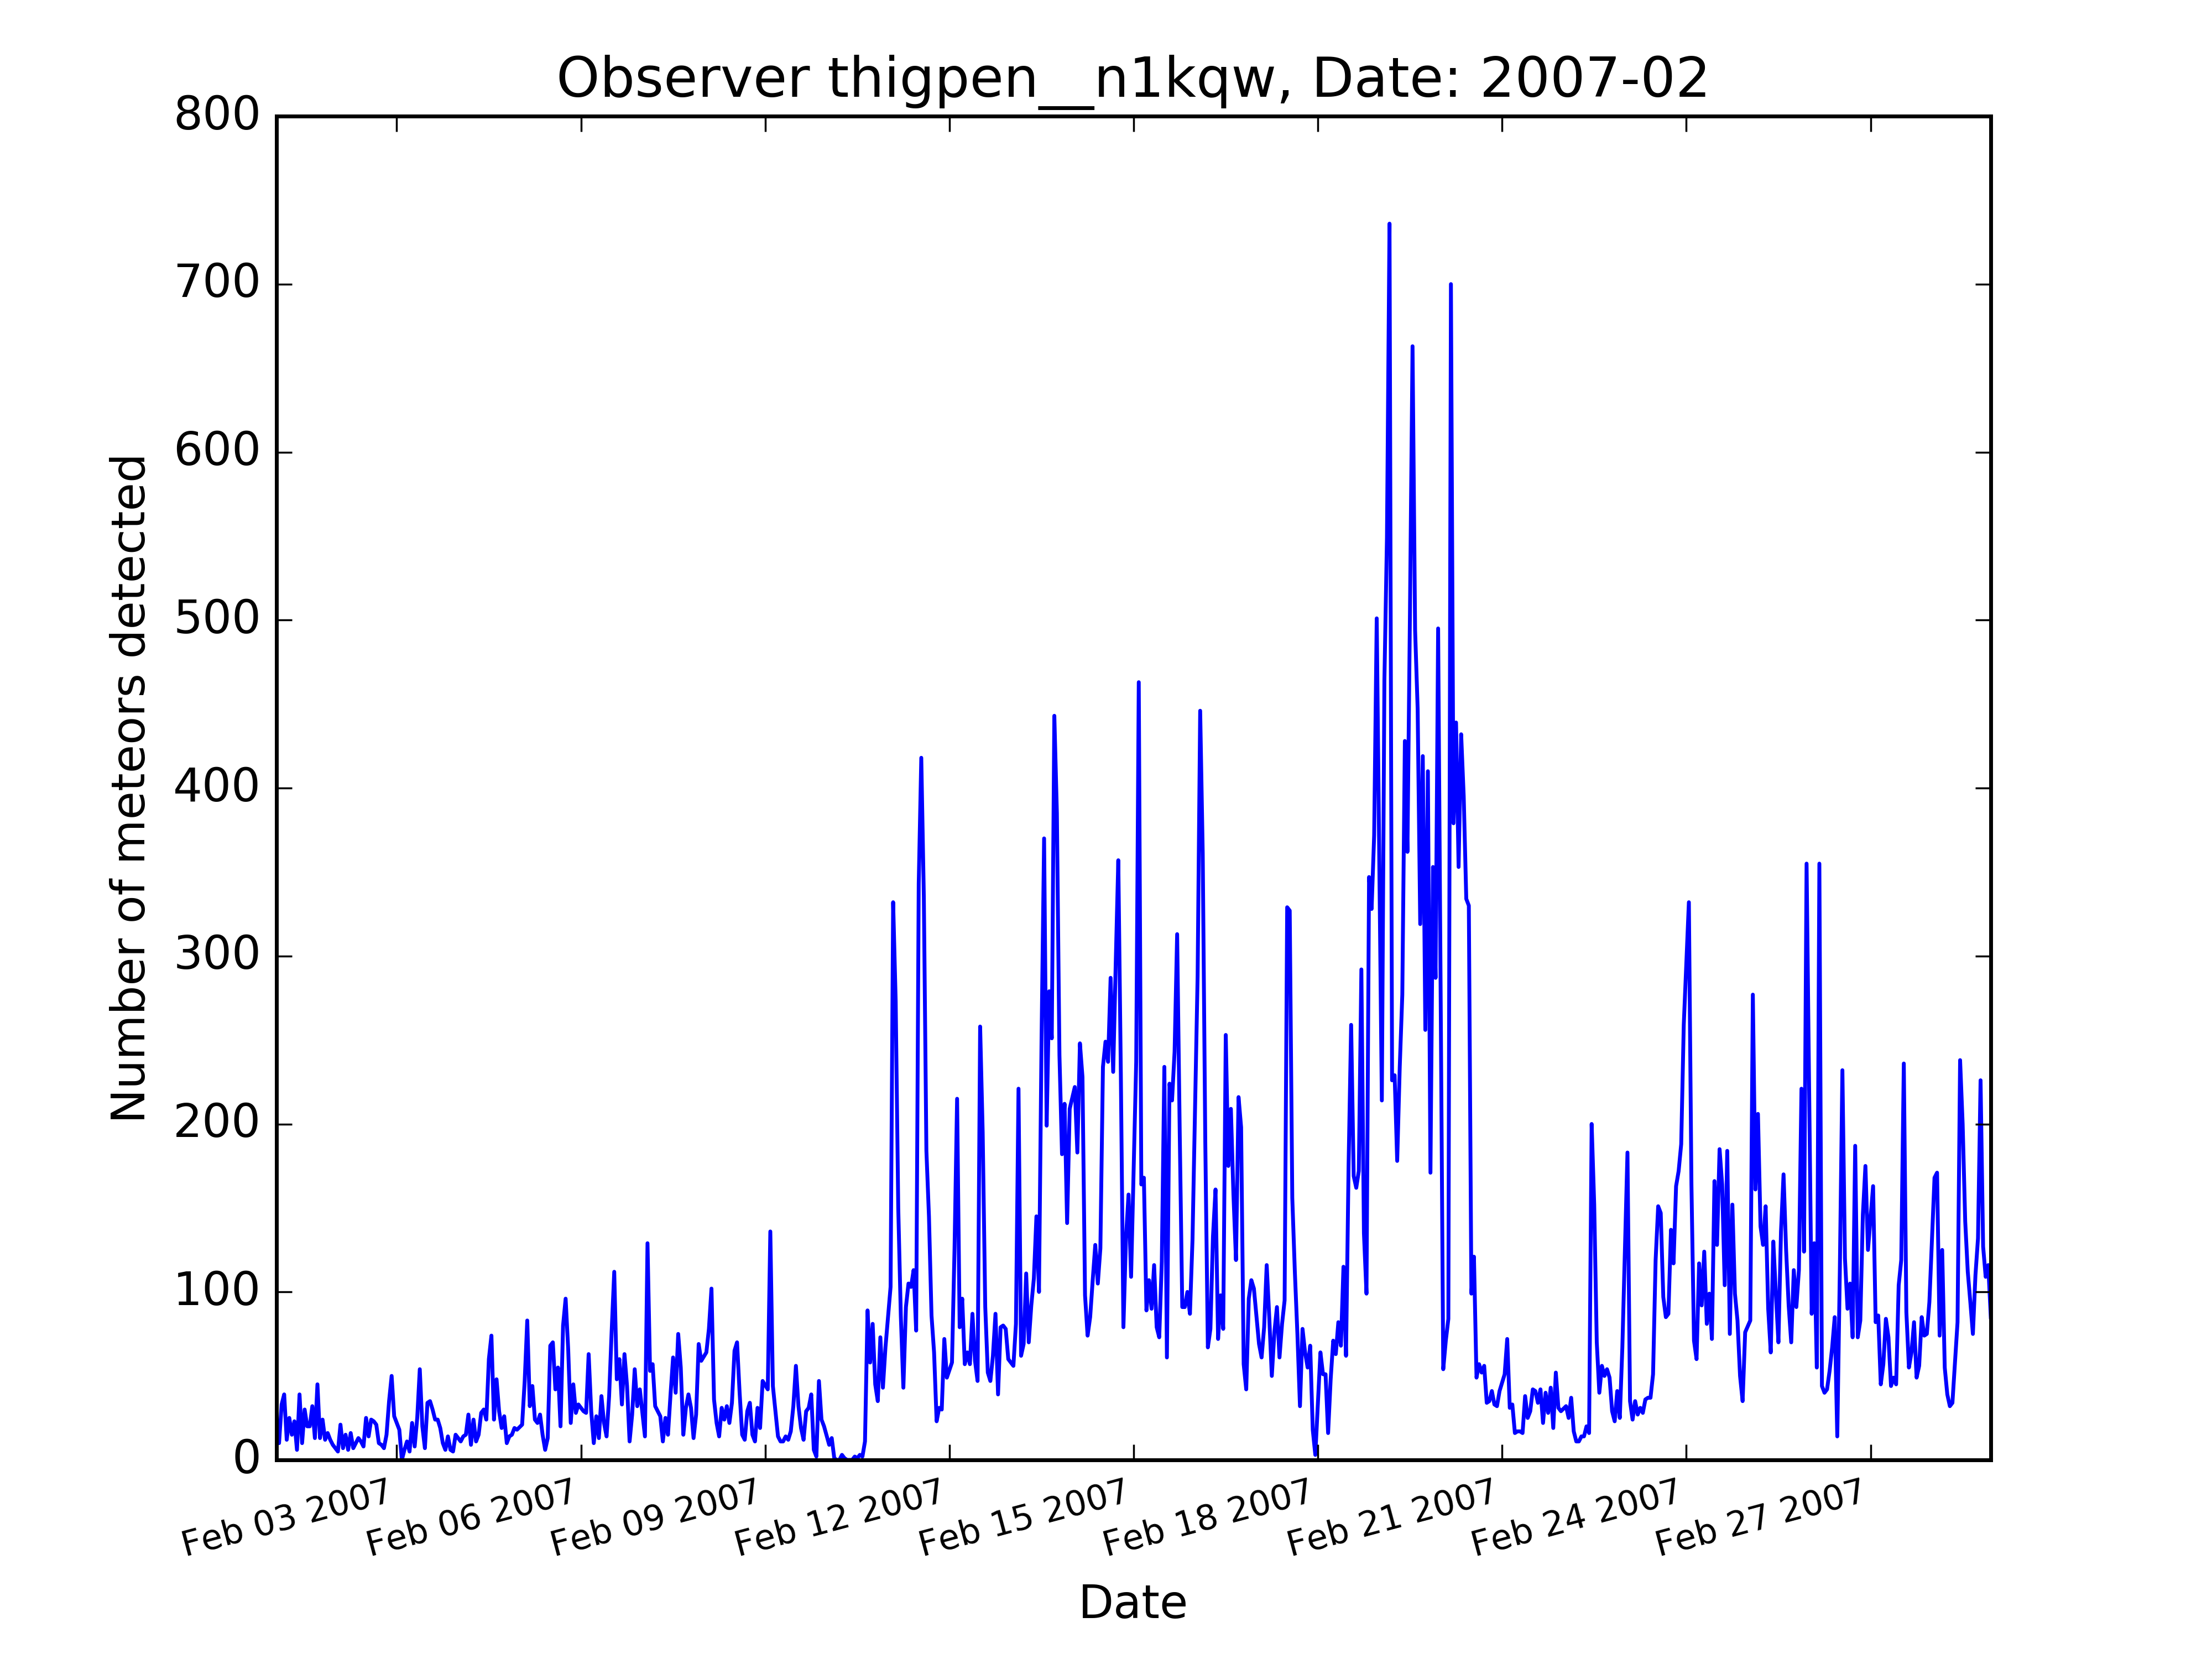 Observer thigpen__n1kqw, Date: 2007-02
800
700
600
500
400
300
200
100
0
Number of meteors detected
Feb 03 2007
Feb 06 2007
Feb 09 2007
Feb 12 2007
Feb 15 2007
Feb 18 2007
Feb 21 2007
Feb 24 2007
Feb 27 2007
Date